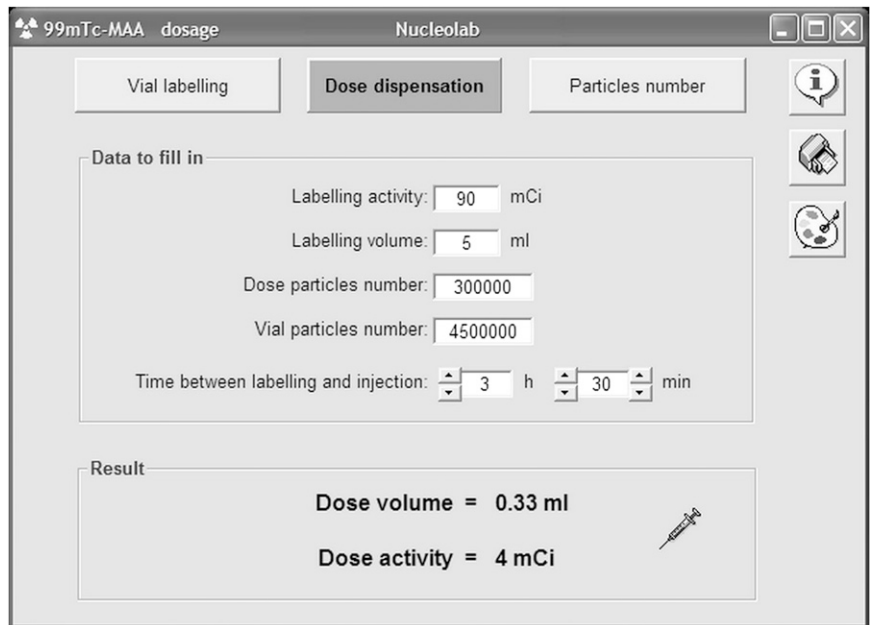 99mTc-MAA dosage Nucleolab
Vial labelling Dose dispensation Particles number
Data to fill in
Labelling activity: 90 mCi
Labelling volume: 5 ml
Dose particles number: 300000
Vial particles number: 4500000
Time between labelling and injection: 3 h 30 min
Result
Dose volume = 0.33 ml
Dose activity = 4 mCi